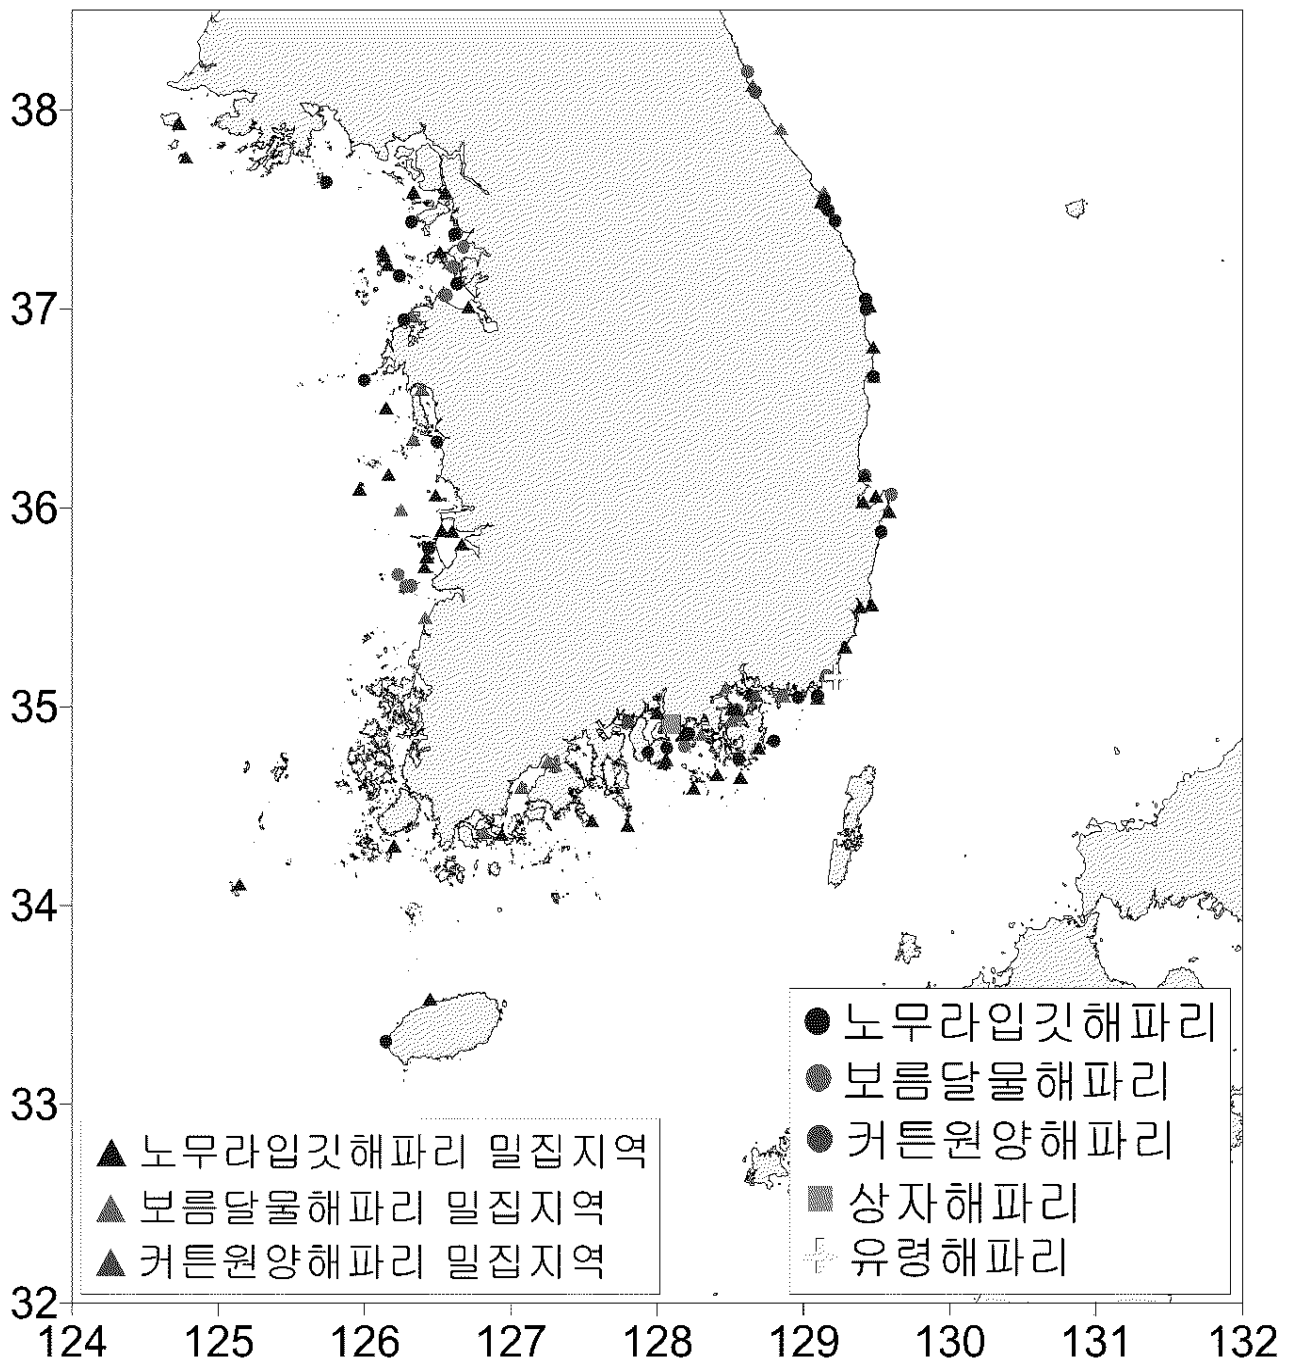 38
37
36
35
34
33
32
노무라입깃해파리
보름달물해파리
커튼원양해파리
상자해파리
유령해파리
노무라입깃해파리 밀집지역
보름달물해파리 밀집지역
커튼원양해파리 밀집지역
124 125 126 127 128 129 130 131 132